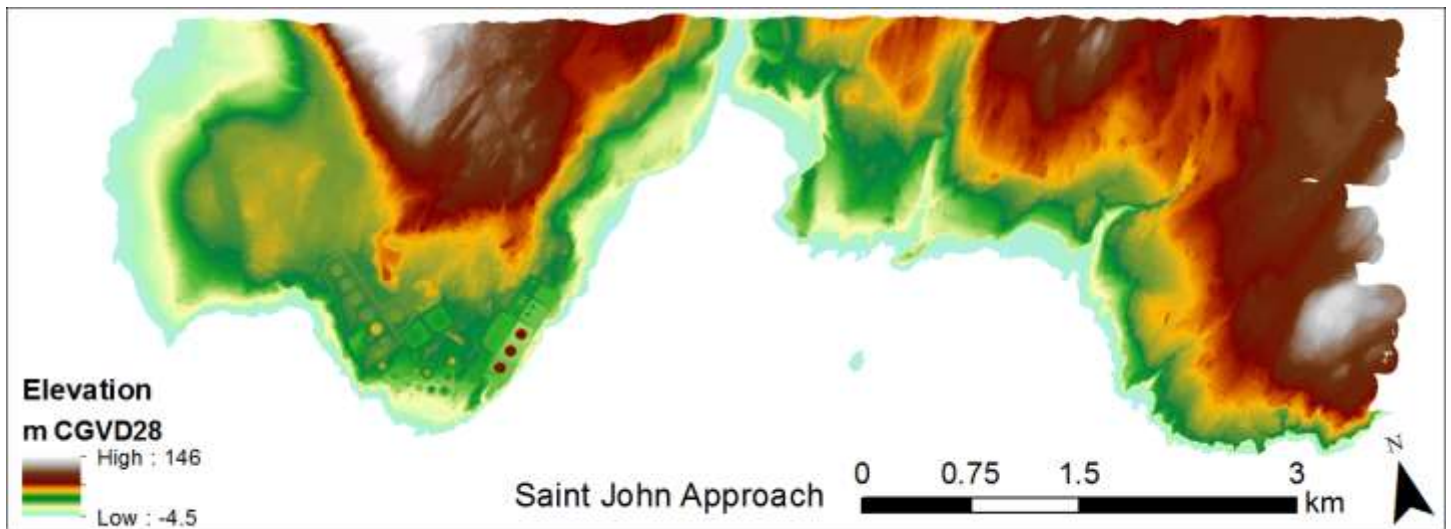 Elevation
m CGVD28
High : 146
Low : -4.5
Saint John Approach
0 0.75 1.5 3
km
N